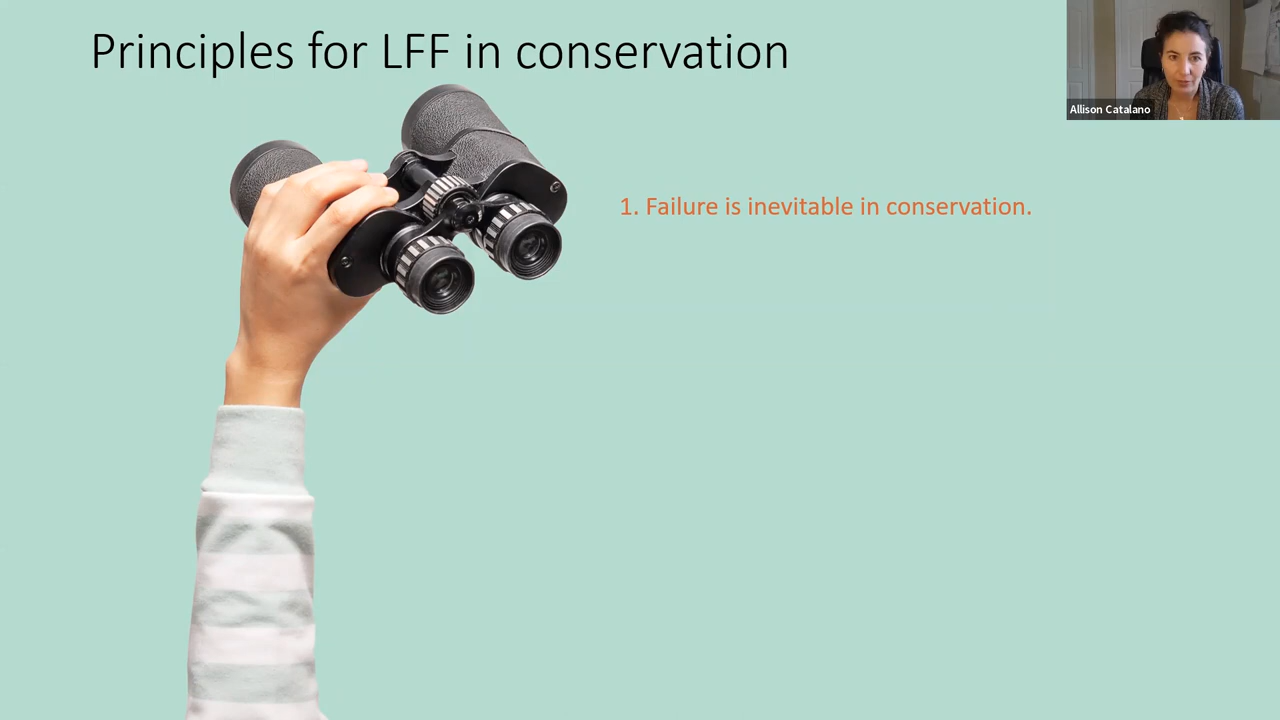 Principles for LFF in conservation
Allison Catalano
1. Failure is inevitable in conservation.